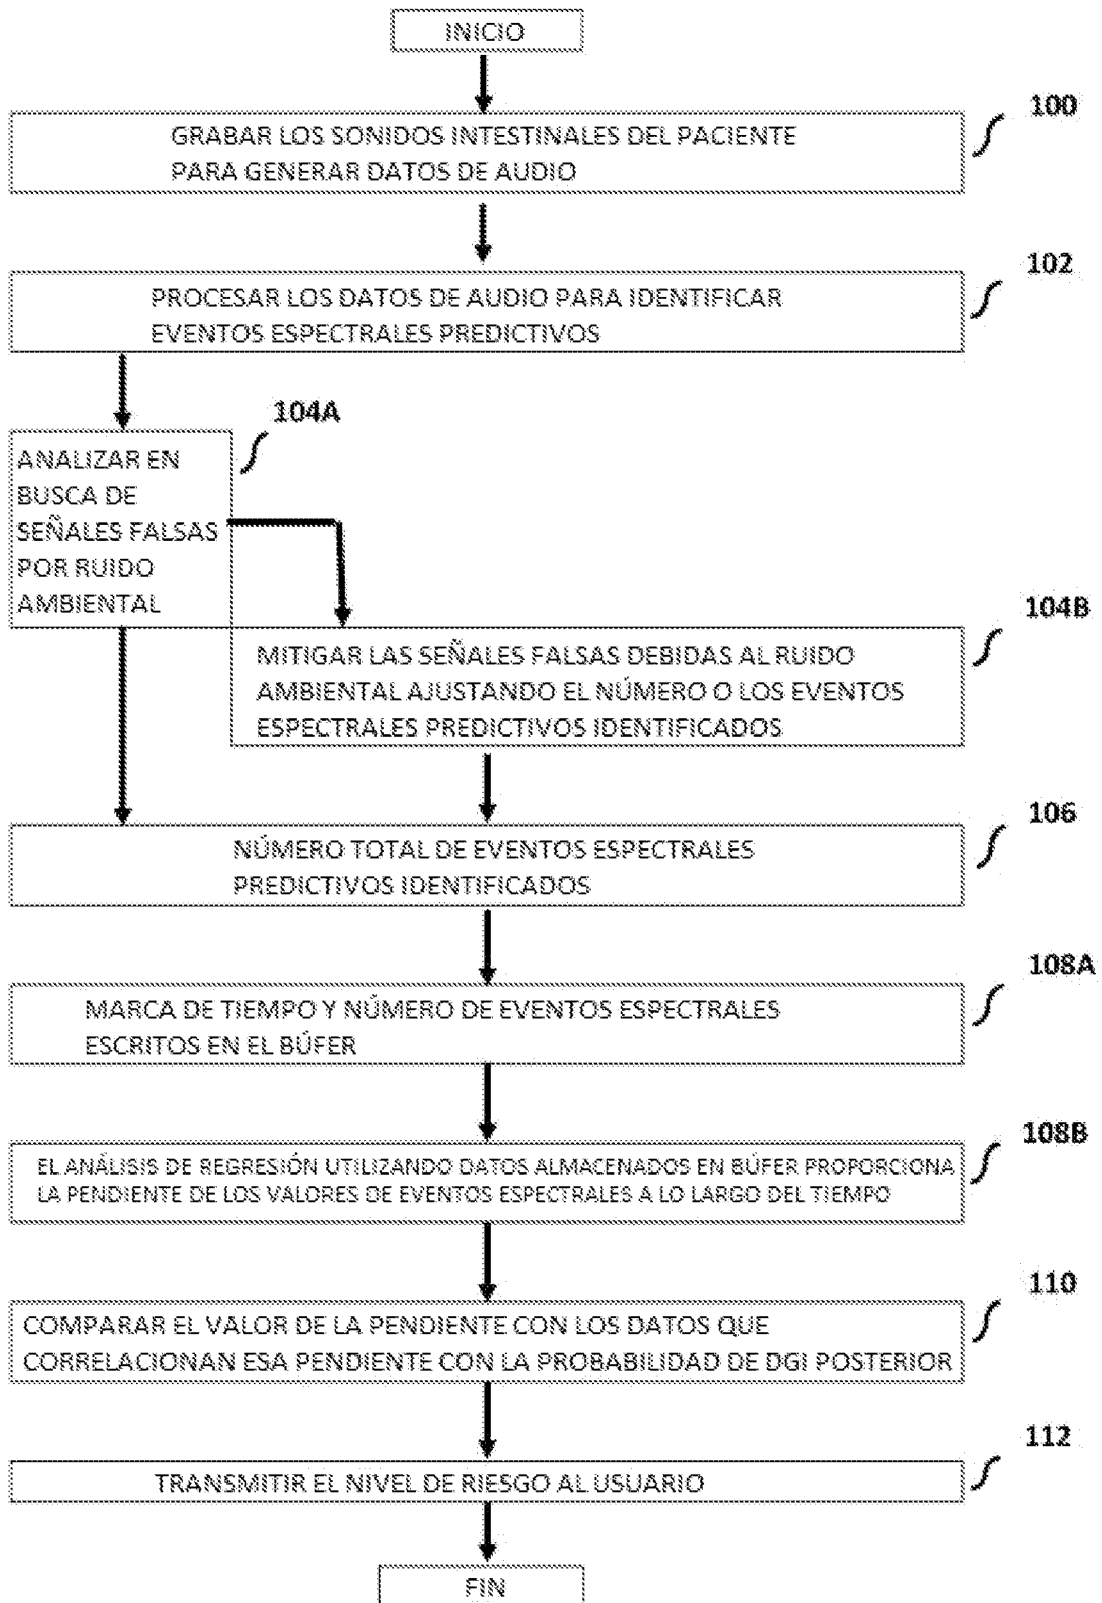 INICIO
100
GRABAR LOS SONIDOS INTESTINALES DEL PACIENTE
PARA GENERAR DATOS DE AUDIO
102
PROCESAR LOS DATOS DE AUDIO PARA IDENTIFICAR
EVENTOS ESPECTRALES PREDICTIVOS
104A
ANALIZAR EN
BUSCA DE
SEÑALES FALSAS
POR RUIDO
AMBIENTAL
104B
MITIGAR LAS SEÑALES FALSAS DEBIDAS AL RUIDO
AMBIENTAL AJUSTANDO EL NÚMERO O LOS EVENTOS
ESPECTRALES PREDICTIVOS IDENTIFICADOS
106
NÚMERO TOTAL DE EVENTOS ESPECTRALES
PREDICTIVOS IDENTIFICADOS
108A
MARCA DE TIEMPO Y NÚMERO DE EVENTOS ESPECTRALES
ESCRITOS EN EL BÚFER
108B
EL ANÁLISIS DE REGRESIÓN UTILIZANDO DATOS ALMACENADOS EN BÚFER PROPORCIONA
LA PENDIENTE DE LOS VALORES DE EVENTOS ESPECTRALES A LO LARGO DEL TIEMPO
110
COMPARAR EL VALOR DE LA PENDIENTE CON LOS DATOS QUE
CORRELACIONAN ESA PENDIENTE CON LA PROBABILIDAD DE DGI POSTERIOR
112
TRANSMITIR EL NIVEL DE RIESGO AL USUARIO
FIN